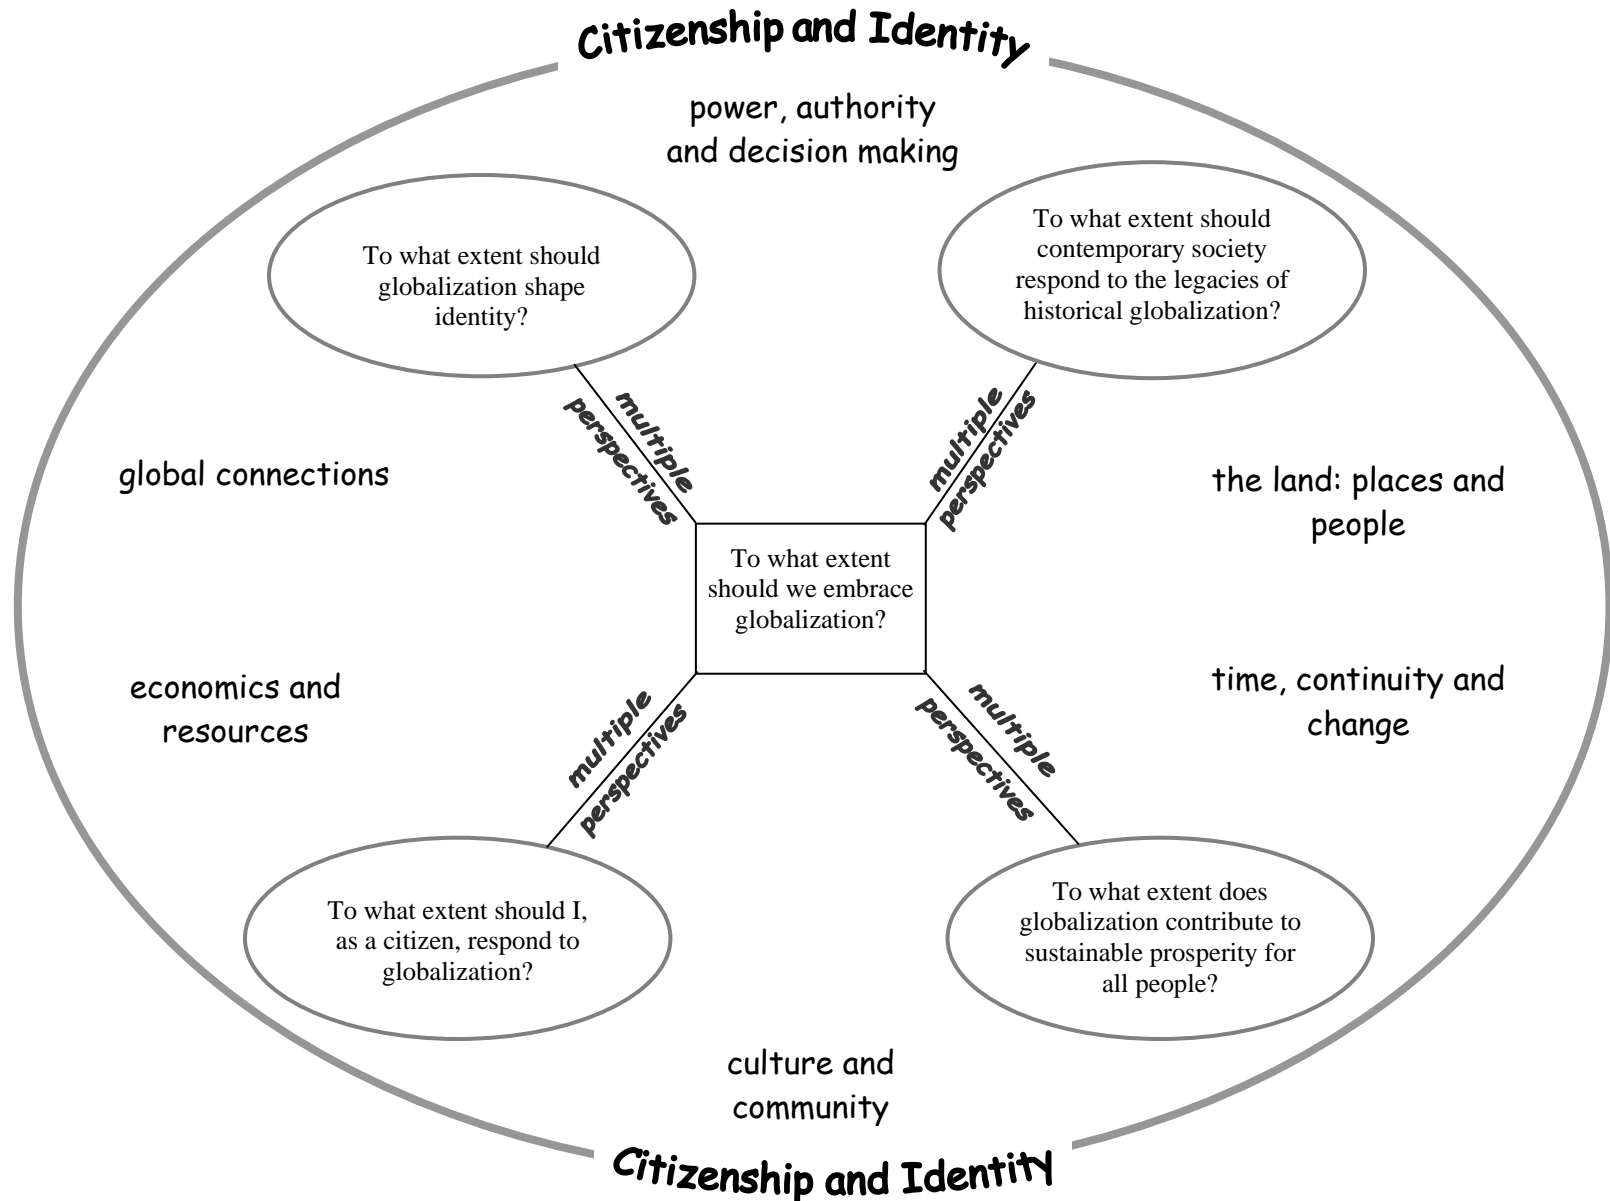 Citizenship and Identity
power, authority
and decision making
To what extent should
globalization shape
identity?
To what extent should
contemporary society
respond to the legacies of
historical globalization?
multiple
perspectives
multiple
perspectives
global connections
the land: places and
people
To what extent
should we embrace
globalization?
economics and
resources
time, continuity and
change
multiple
perspectives
multiple
perspectives
To what extent should I,
as a citizen, respond to
globalization?
To what extent does
globalization contribute to
sustainable prosperity for
all people?
culture and
community
Citizenship and Identity